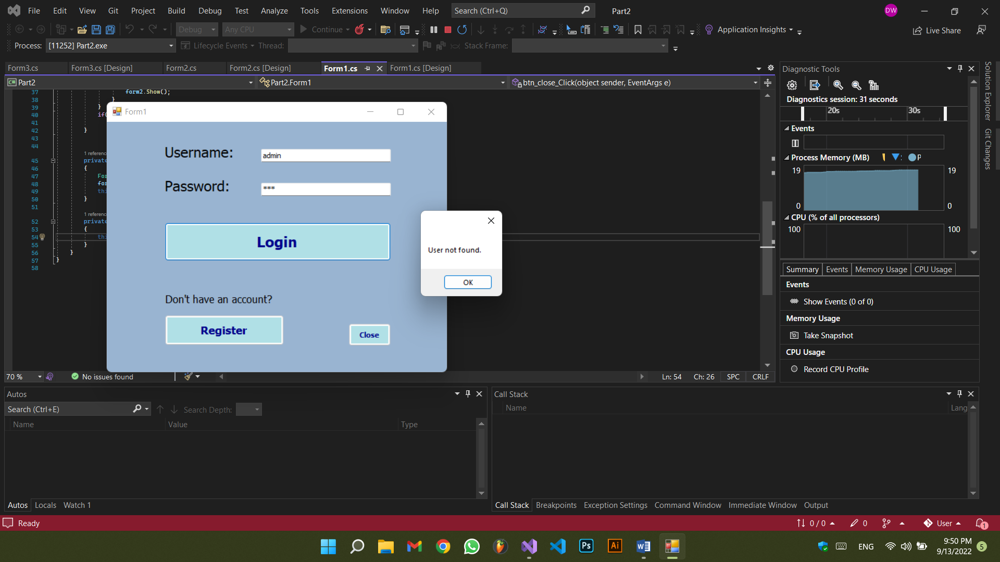 File Edit View Git Project Build Debug Test Analyze Tools Extensions Window Help Search (Ctrl+Q) Part2 DW
Debug Any CPU Continue Application Insights Live Share
Process: [11252] Part2.exe Lifecycle Events Thread: Stack Frame:
Form3.cs Form3.cs [Design] Form2.cs Form2.cs [Design] Form1.cs Form1.cs [Design]
C# Part2 Part2.Form1 btn_close_Click(object sender, EventArgs e)
37 form2.Show();
38 }
39 }
40 if(
41
42 }
43
44
1 reference
45 private
46 {
47 For
48 for
49 thi
50 }
51
1 reference
52 private
53 {
54 thi
55 }
56 }
57 }
58
Form1
Username: admin
Password: ***
Login
Don't have an account?
Register
Close
User not found.
OK
70 % No issues found Ln: 54 Ch: 26 SPC CRLF
Diagnostic Tools
Diagnostics session: 31 seconds
20s 30s
Events
Process Memory (MB) P
19 19
0 0
CPU (% of all processors)
100 100
Summary Events Memory Usage CPU Usage
Events
Show Events (0 of 0)
Memory Usage
Take Snapshot
CPU Usage
Record CPU Profile
Solution Explorer
Git Changes
Autos
Search (Ctrl+E) Search Depth:
Name Value Type
Autos Locals Watch 1
Call Stack
Name Lang
Call Stack Breakpoints Exception Settings Command Window Immediate Window Output
Ready 0 / 0 0 User 1
Ps Ai ENG 9:50 PM
9/13/2022 5